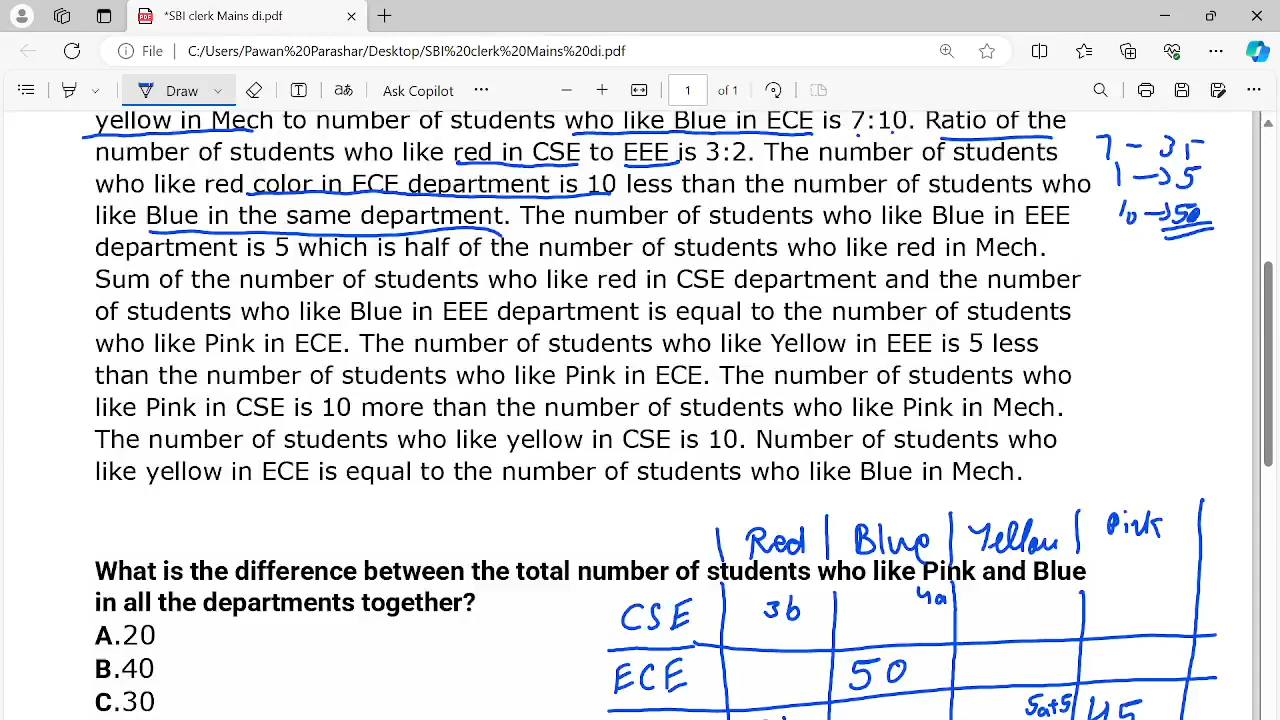 *SBI clerk Mains di.pdf
File C:/Users/Pawan%20Parashar/Desktop/SBI%20clerk%20Mains%20di.pdf
Draw Ask Copilot 1 of 1
yellow in Mech to number of students who like Blue in ECE is 7:10. Ratio of the
number of students who like red in CSE to EEE is 3:2. The number of students
who like red color in ECE department is 10 less than the number of students who
like Blue in the same department. The number of students who like Blue in EEE
department is 5 which is half of the number of students who like red in Mech.
Sum of the number of students who like red in CSE department and the number
of students who like Blue in EEE department is equal to the number of students
who like Pink in ECE. The number of students who like Yellow in EEE is 5 less
than the number of students who like Pink in ECE. The number of students who
like Pink in CSE is 10 more than the number of students who like Pink in Mech.
The number of students who like yellow in CSE is 10. Number of students who
like yellow in ECE is equal to the number of students who like Blue in Mech.
7 - 35
1 → 5
10 → 50
Red Blue Yellow Pink
What is the difference between the total number of students who like Pink and Blue
in all the departments together?
CSE 3b 4a
A.20
B.40
ECE 50
C.30
5a+5 45